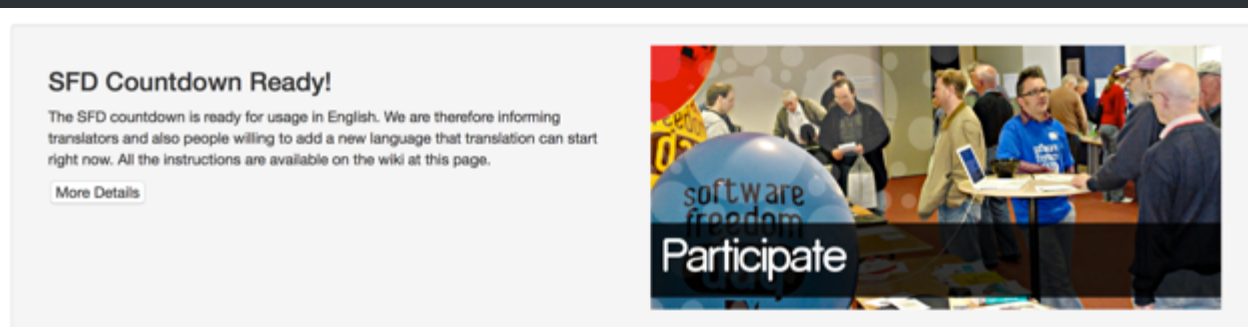 SFD Countdown Ready!
The SFD countdown is ready for usage in English. We are therefore informing
translators and also people willing to add a new language that translation can start
right now. All the instructions are available on the wiki at this page.
More Details
software
freedom
Participate